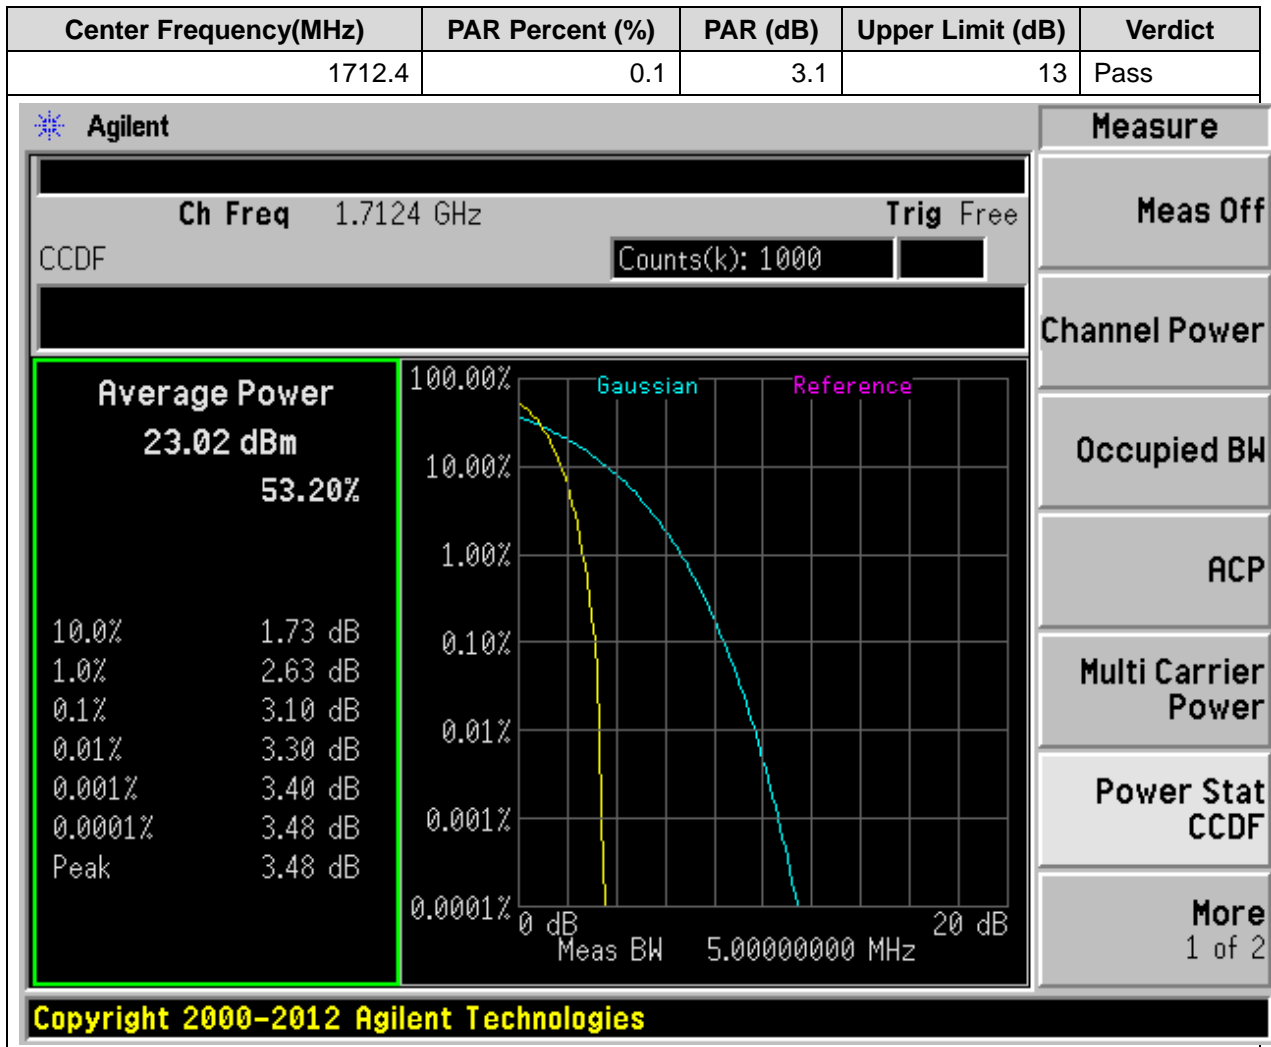 Center Frequency(MHz) PAR Percent (%) PAR (dB) Upper Limit (dB) Verdict
1712.4 0.1 3.1 13 Pass
Agilent
Ch Freq 1.7124 GHz Trig Free
CCDF Counts(k): 1000
Average Power
23.02 dBm
53.20%
10.0% 1.73 dB
1.0% 2.63 dB
0.1% 3.10 dB
0.01% 3.30 dB
0.001% 3.40 dB
0.0001% 3.48 dB
Peak 3.48 dB
Gaussian Reference
100.00%
10.00%
1.00%
0.10%
0.01%
0.001%
0.0001%
0 dB 20 dB
Meas BW 5.00000000 MHz
Measure
Meas Off
Channel Power
Occupied BW
ACP
Multi Carrier
Power
Power Stat
CCDF
More
1 of 2
Copyright 2000-2012 Agilent Technologies